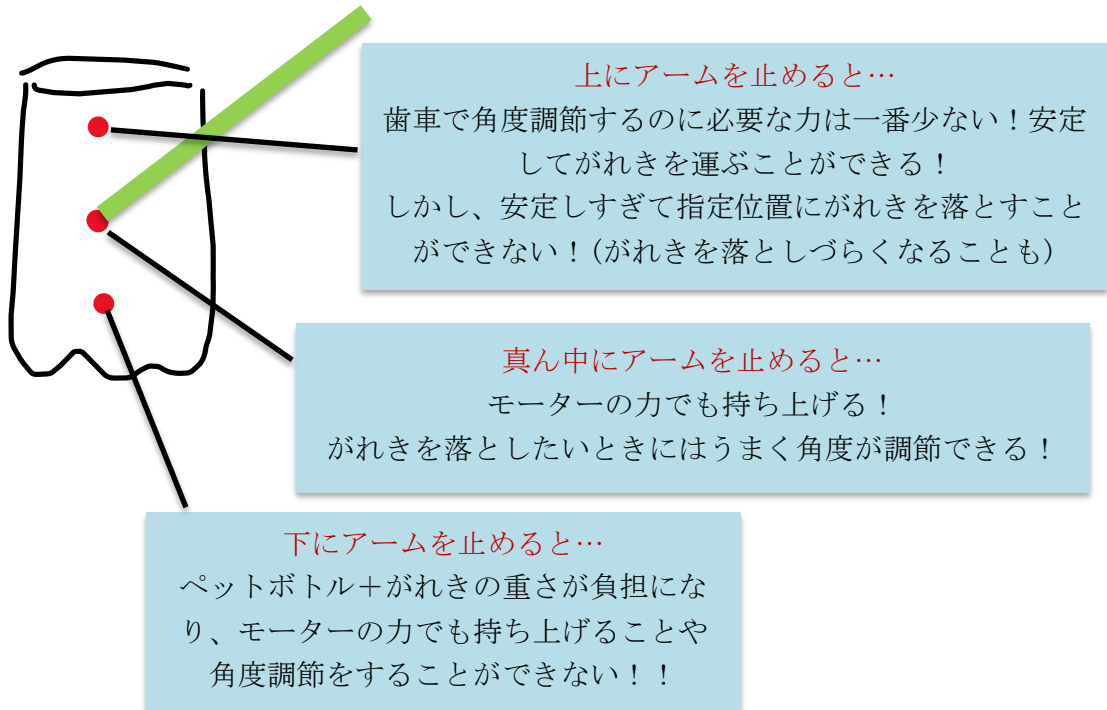 上にアームを止めると…
歯車で角度調節するのに必要な力は一番少ない！安定
してがれきを運ぶことができる！
しかし、安定しすぎて指定位置にがれきを落とすこと
ができない！(がれきを落としづらくなることも)
真ん中にアームを止めると…
モーターの力でも持ち上げる！
がれきを落としたいときにはうまく角度が調節できる！
下にアームを止めると…
ペットボトル＋がれきの重さが負担にな
り、モーターの力でも持ち上げることや
角度調節をすることができない！！